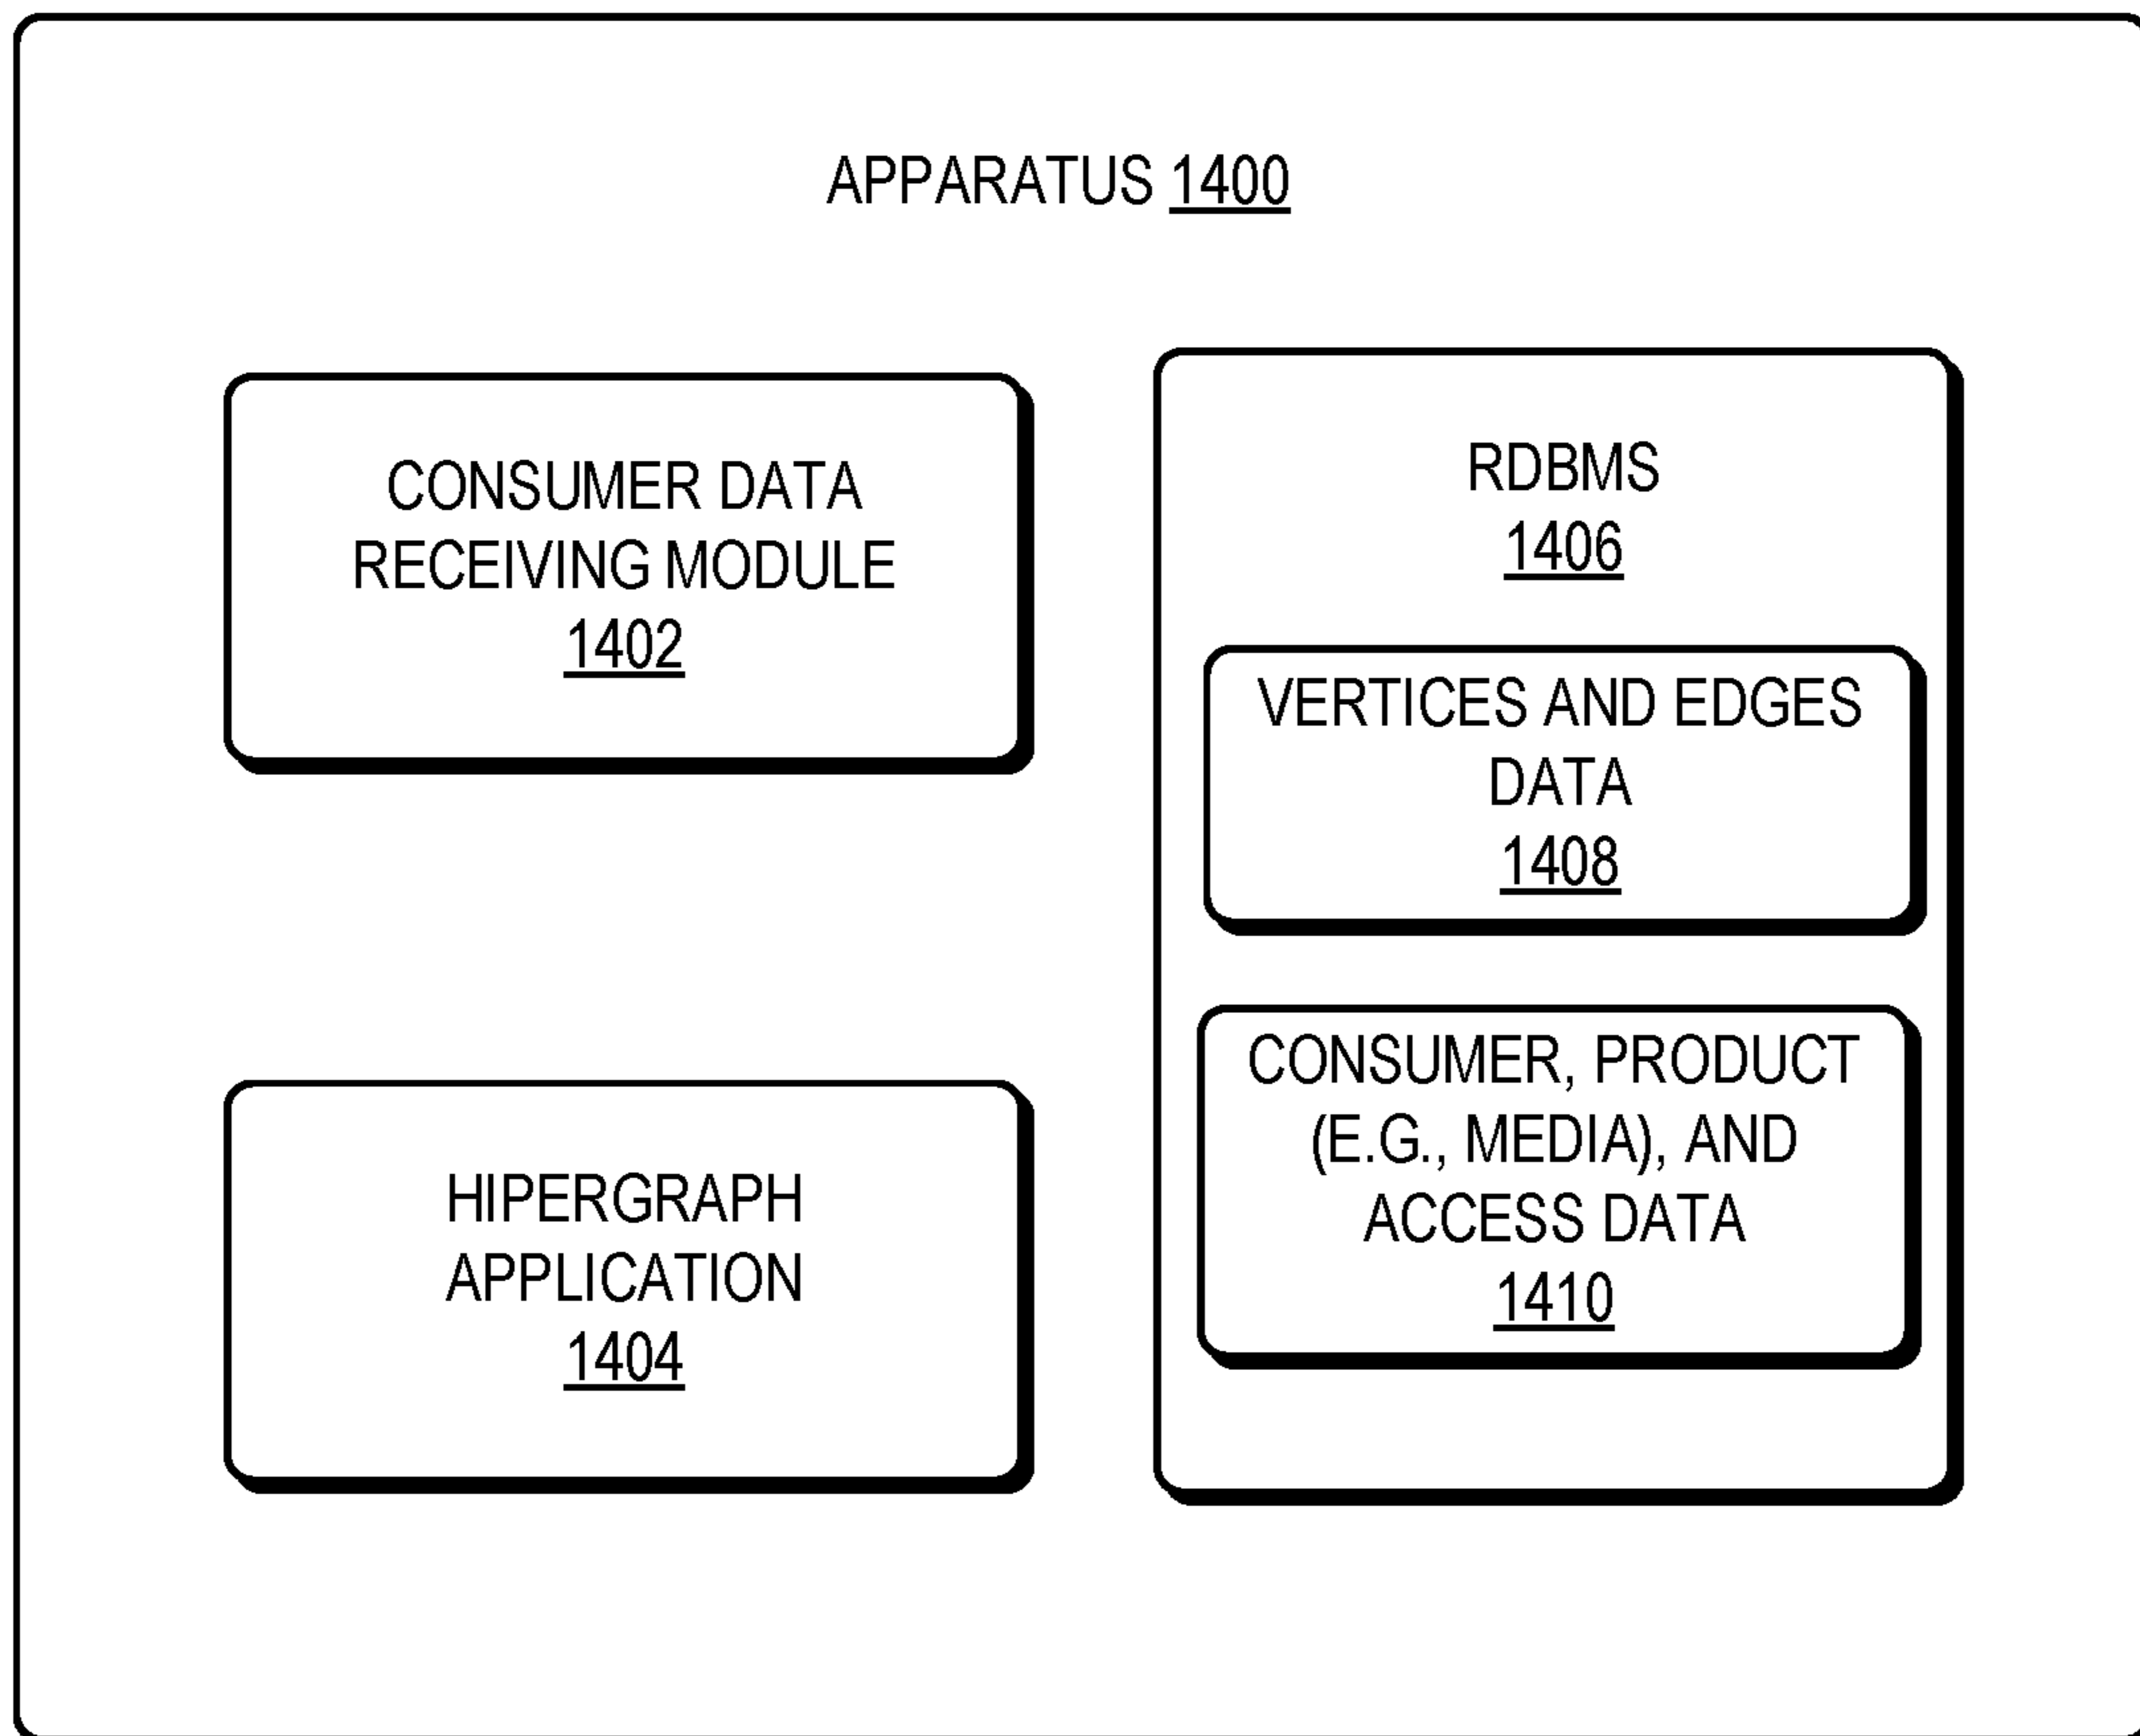 APPARATUS 1400
CONSUMER DATA
RECEIVING MODULE
1402
HIPERGRAPH
APPLICATION
1404
RDBMS
1406
VERTICES AND EDGES
DATA
1408
CONSUMER, PRODUCT
(E.G., MEDIA), AND
ACCESS DATA
1410